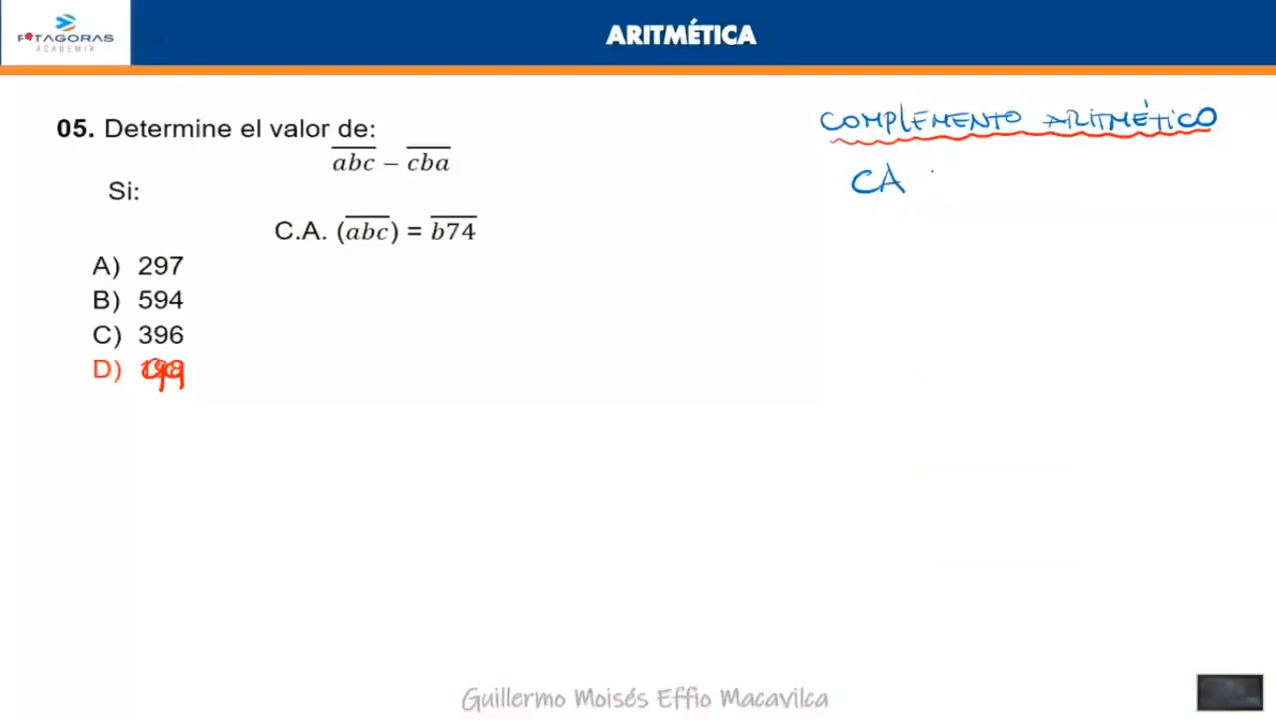 PITAGORAS
ACADEMIA
ARITMÉTICA
05. Determine el valor de:
abc − cba
Si:
C.A. (abc) = b74
A) 297
B) 594
C) 396
D)
COMPLEMENTO ARITMÉTICO
CA
Guillermo Moisés Effio Macavilca